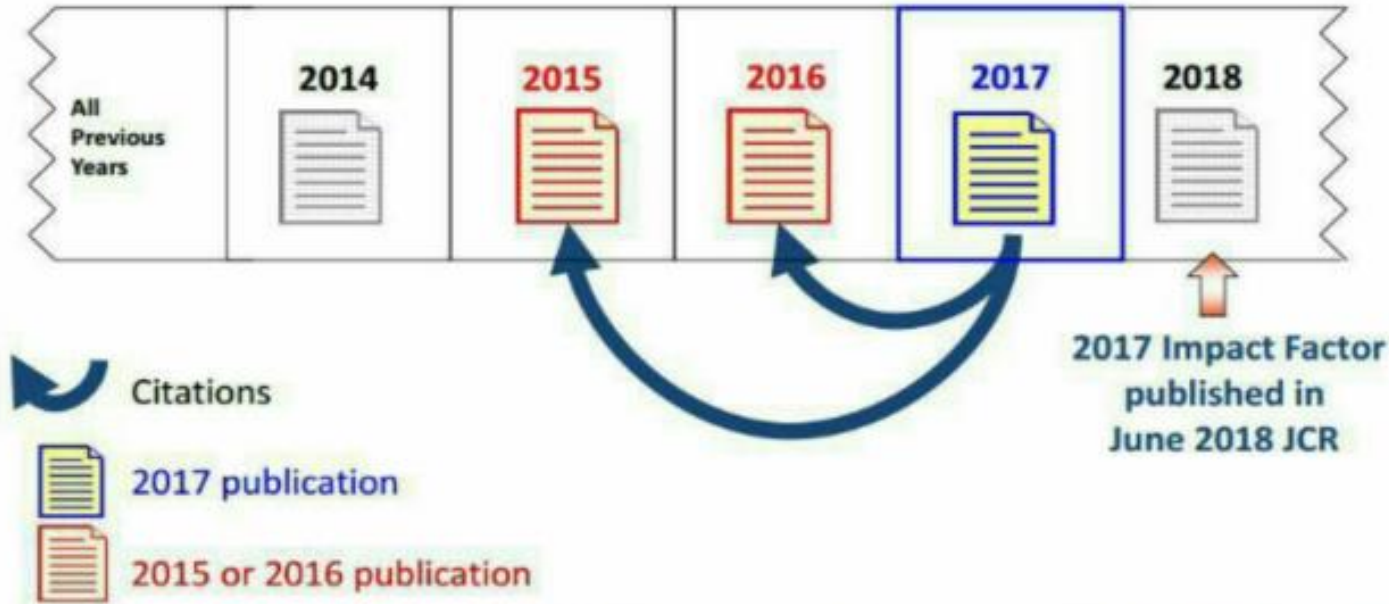 All
Previous
Years
2014
2015
2016
2017
2018
2017 Impact Factor
published in
June 2018 JCR
Citations
2017 publication
2015 or 2016 publication